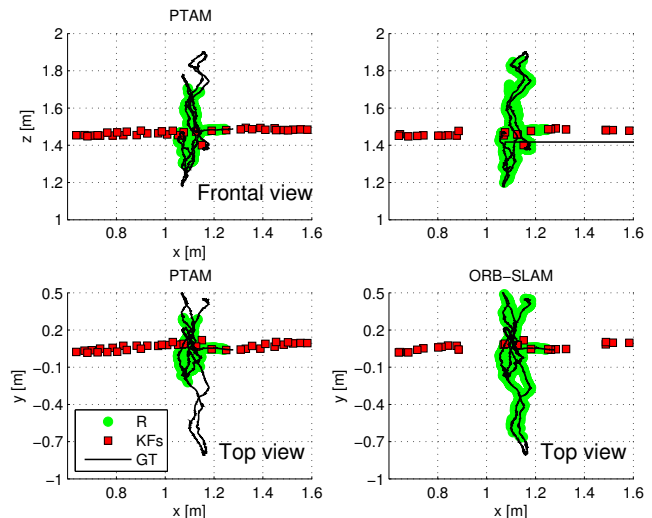 PTAM
2
1.8
1.6
1.4
1.2
1
z [m]
0.8 1 1.2 1.4 1.6
x [m]
Frontal view
2
1.8
1.6
1.4
1.2
1
0.8 1 1.2 1.4 1.6
PTAM
0.5
0.2
−0.1
−0.4
−0.7
−1
y [m]
R
KFs
GT
Top view
0.8 1 1.2 1.4 1.6
x [m]
ORB−SLAM
0.5
0.2
−0.1
−0.4
−0.7
−1
y [m]
Top view
0.8 1 1.2 1.4 1.6
x [m]